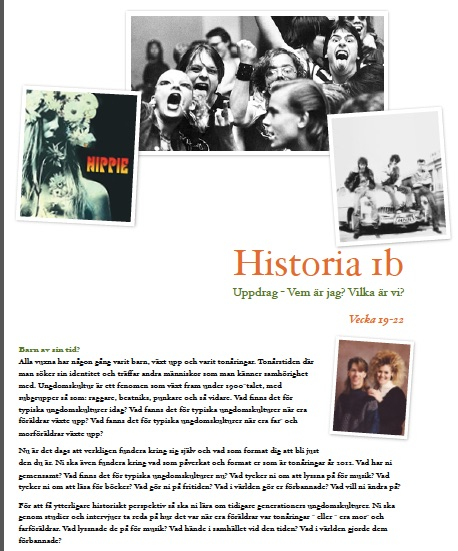 HIPPIE
Historia 1b
Uppdrag - Vem är jag? Vilka är vi?
Vecka 19-22
Barn av sin tid?
Alla vuxna har någon gång varit barn, växt upp och varit tonåringar. Tonårstiden där
man söker sin identitet och träffar andra människor som man känner samhörighet
med. Ungdomskultur är ett fenomen som växt fram under 1900-talet, med
subgrupper så som: raggare, beatniks, punkare och så vidare. Vad finns det för
typiska ungdomskulturer idag? Vad fanns det för typiska ungdomskulturer när era
föräldrar växte upp? Vad fanns det för typiska ungdomskulturer när era far- och
morföräldrar växte upp?
Nu är det dags att verkligen fundera kring sig själv och vad som format dig att bli just
den du är. Ni ska även fundera kring vad som påverkat och format er som är tonåringar år 2012. Vad har ni
gemensamt? Vad finns det för typiska ungdomskulturer nu? Vad tycker ni om att lyssna på för musik? Vad
tycker ni om att läsa för böcker? Vad gör ni på fritiden? Vad i världen gör er förbannade? Vad vill ni ändra på?
För att få ytterligare historiskt perspektiv så ska ni lära om tidigare generationers ungdomskulturer. Ni ska
genom studier och intervjuer ta reda på hur det var när era föräldrar var tonåringar - eller - era mor- och
farföräldrar. Vad lyssnade de på för musik? Vad hände i samhället vid den tiden? Vad i världen gjorde dem
förbannade?